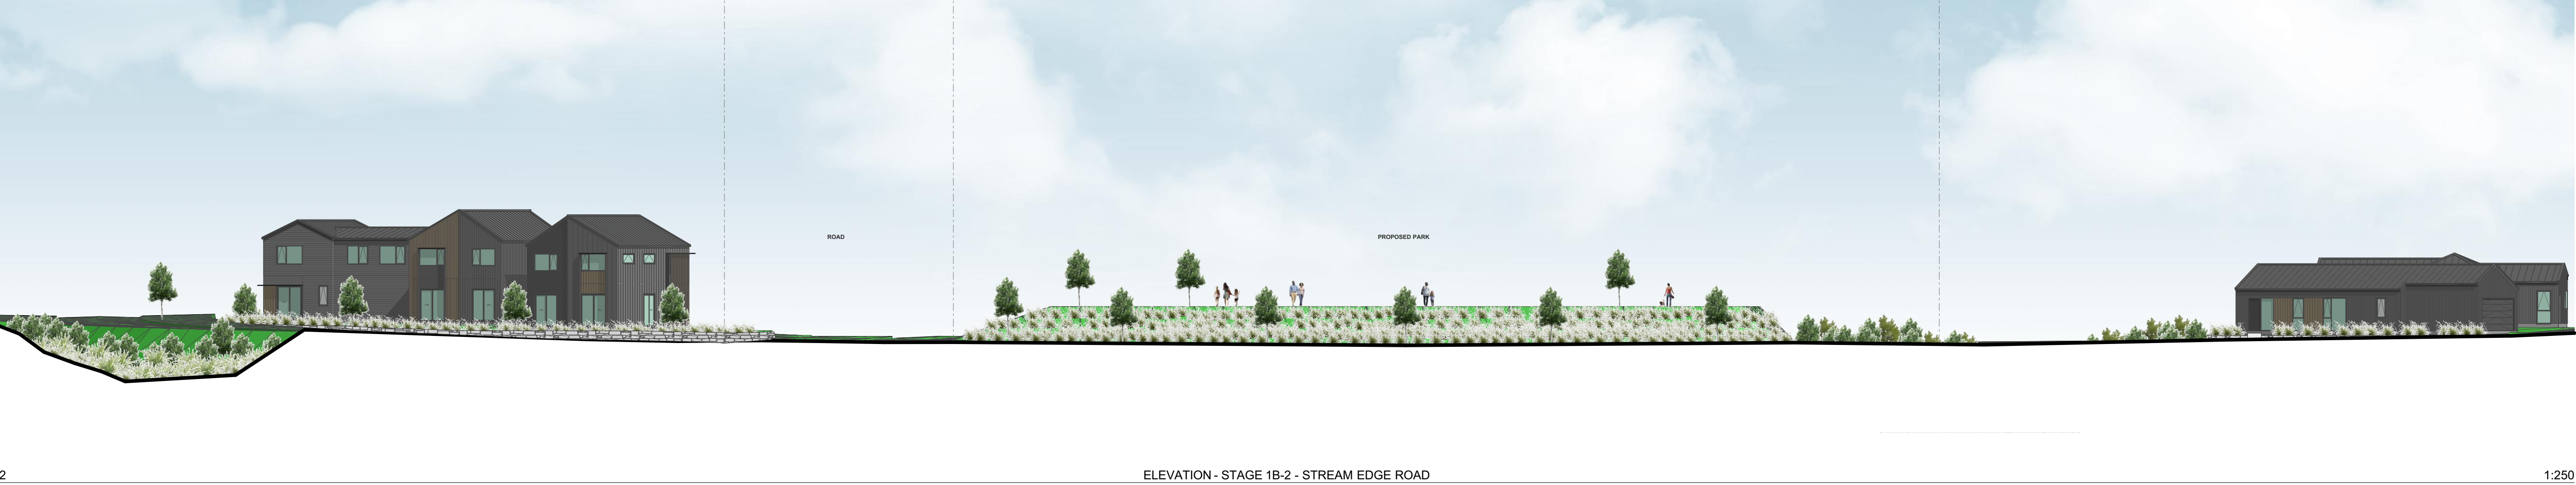 ROAD
PROPOSED PARK
2
ELEVATION - STAGE 1B-2 - STREAM EDGE ROAD
1:250